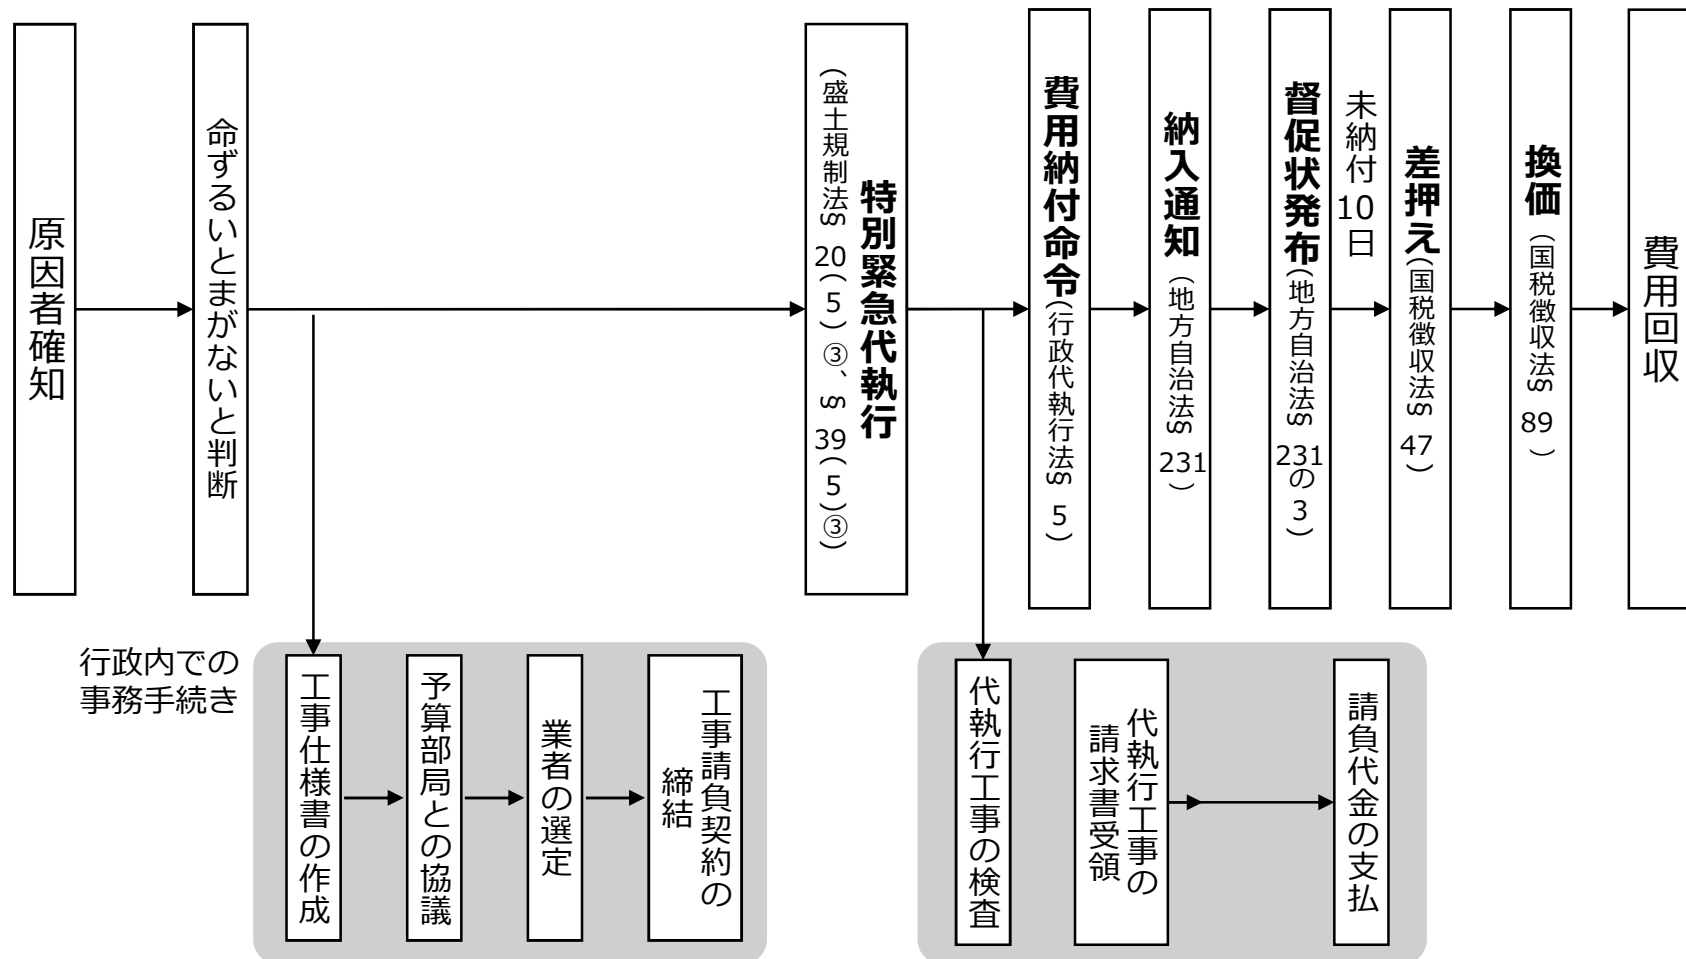 原因者確知
命ずるいとまがないと判断
特別緊急代執行
(盛土規制法§20(5)③、§39(5)③)
費用納付命令(行政代執行法§5)
納入通知(地方自治法§231)
督促状発布(地方自治法§231の3)
未納付10日
差押え(国税徴収法§47)
換価(国税徴収法§89)
費用回収
行政内での
事務手続き
工事仕様書の作成
予算部局との協議
業者の選定
工事請負契約の
締結
代執行工事の検査
代執行工事の
請求書受領
請負代金の支払